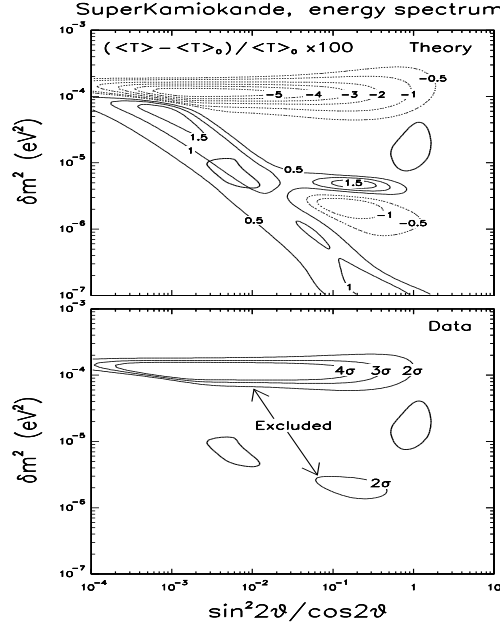 SuperKamiokande, energy spectrum
(<T> − <T>₀)/<T>₀ ×100
Theory
δm² (eV²)
10⁻³
10⁻⁴
10⁻⁵
10⁻⁶
10⁻⁷
-0.5
-5
-4
-3
-2
-1
1.5
1
0.5
0.5
1.5
-1
-0.5
1
Data
δm² (eV²)
10⁻³
10⁻⁴
10⁻⁵
10⁻⁶
10⁻⁷
4σ
3σ
2σ
Excluded
2σ
10⁻⁴
10⁻³
10⁻²
10⁻¹
1
10
sin²2ϑ/cos2ϑ